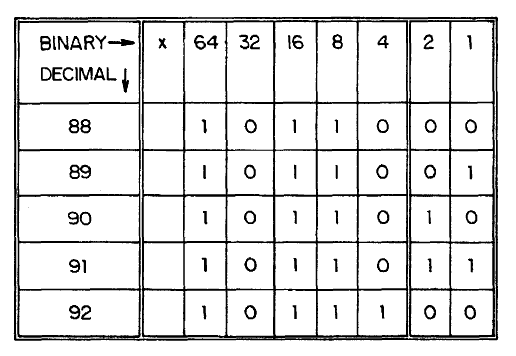 BINARY→ x 64 32 16 8 4 2 1
DECIMAL↓
88 1 0 1 1 0 0 0
89 1 0 1 1 0 0 1
90 1 0 1 1 0 1 0
91 1 0 1 1 0 1 1
92 1 0 1 1 1 0 0